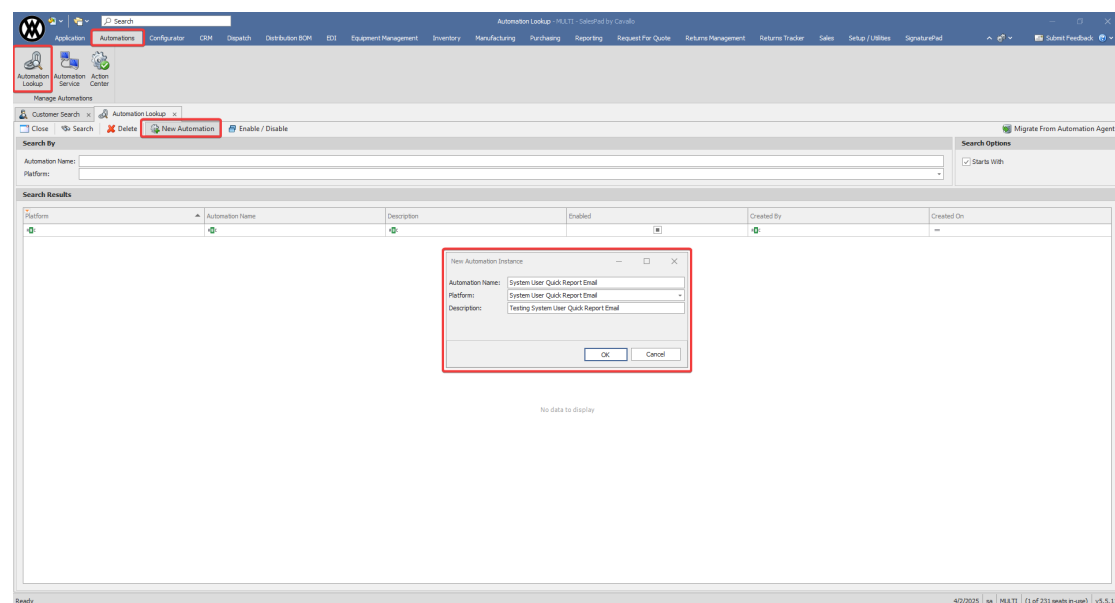 Search
Automation Lookup - MULTI - SalesPad by Cavallo
Application Automations Configurator CRM Dispatch Distribution BOM EDI Equipment Management Inventory Manufacturing Purchasing Reporting Request For Quote Returns Management Returns Tracker Sales Setup / Utilities SignaturePad Submit Feedback
Automation Lookup
Automation Service
Action Center
Manage Automations
Customer Search × Automation Lookup ×
Close Search Delete New Automation Enable / Disable Migrate From Automation Agent
Search By Search Options
Automation Name: Starts With
Platform:
Search Results
Platform Automation Name Description Enabled Created By Created On
New Automation Instance
Automation Name: System User Quick Report Email
Platform: System User Quick Report Email
Description: Testing System User Quick Report Email
OK Cancel
No data to display
Ready 4/2/2025 sa MULTI (1 of 231 seats in-use) v5.5.1